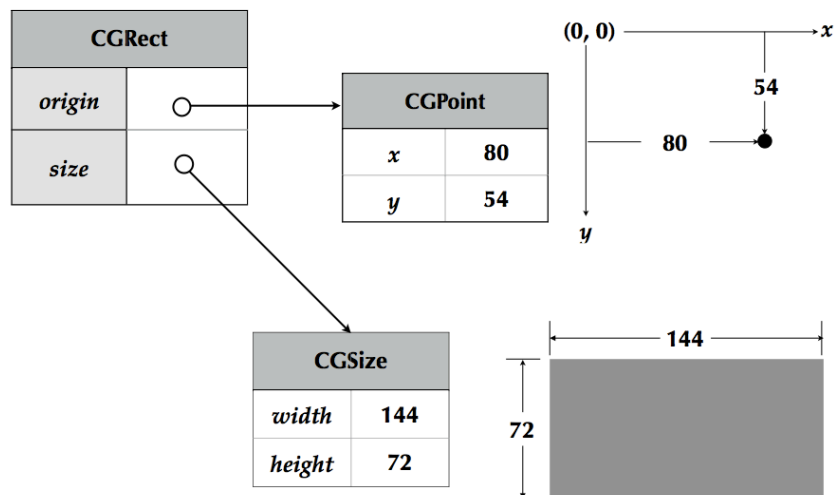 CGRect
origin
size
CGPoint
x 80
y 54
(0, 0)
x
54
80
y
CGSize
width 144
height 72
144
72